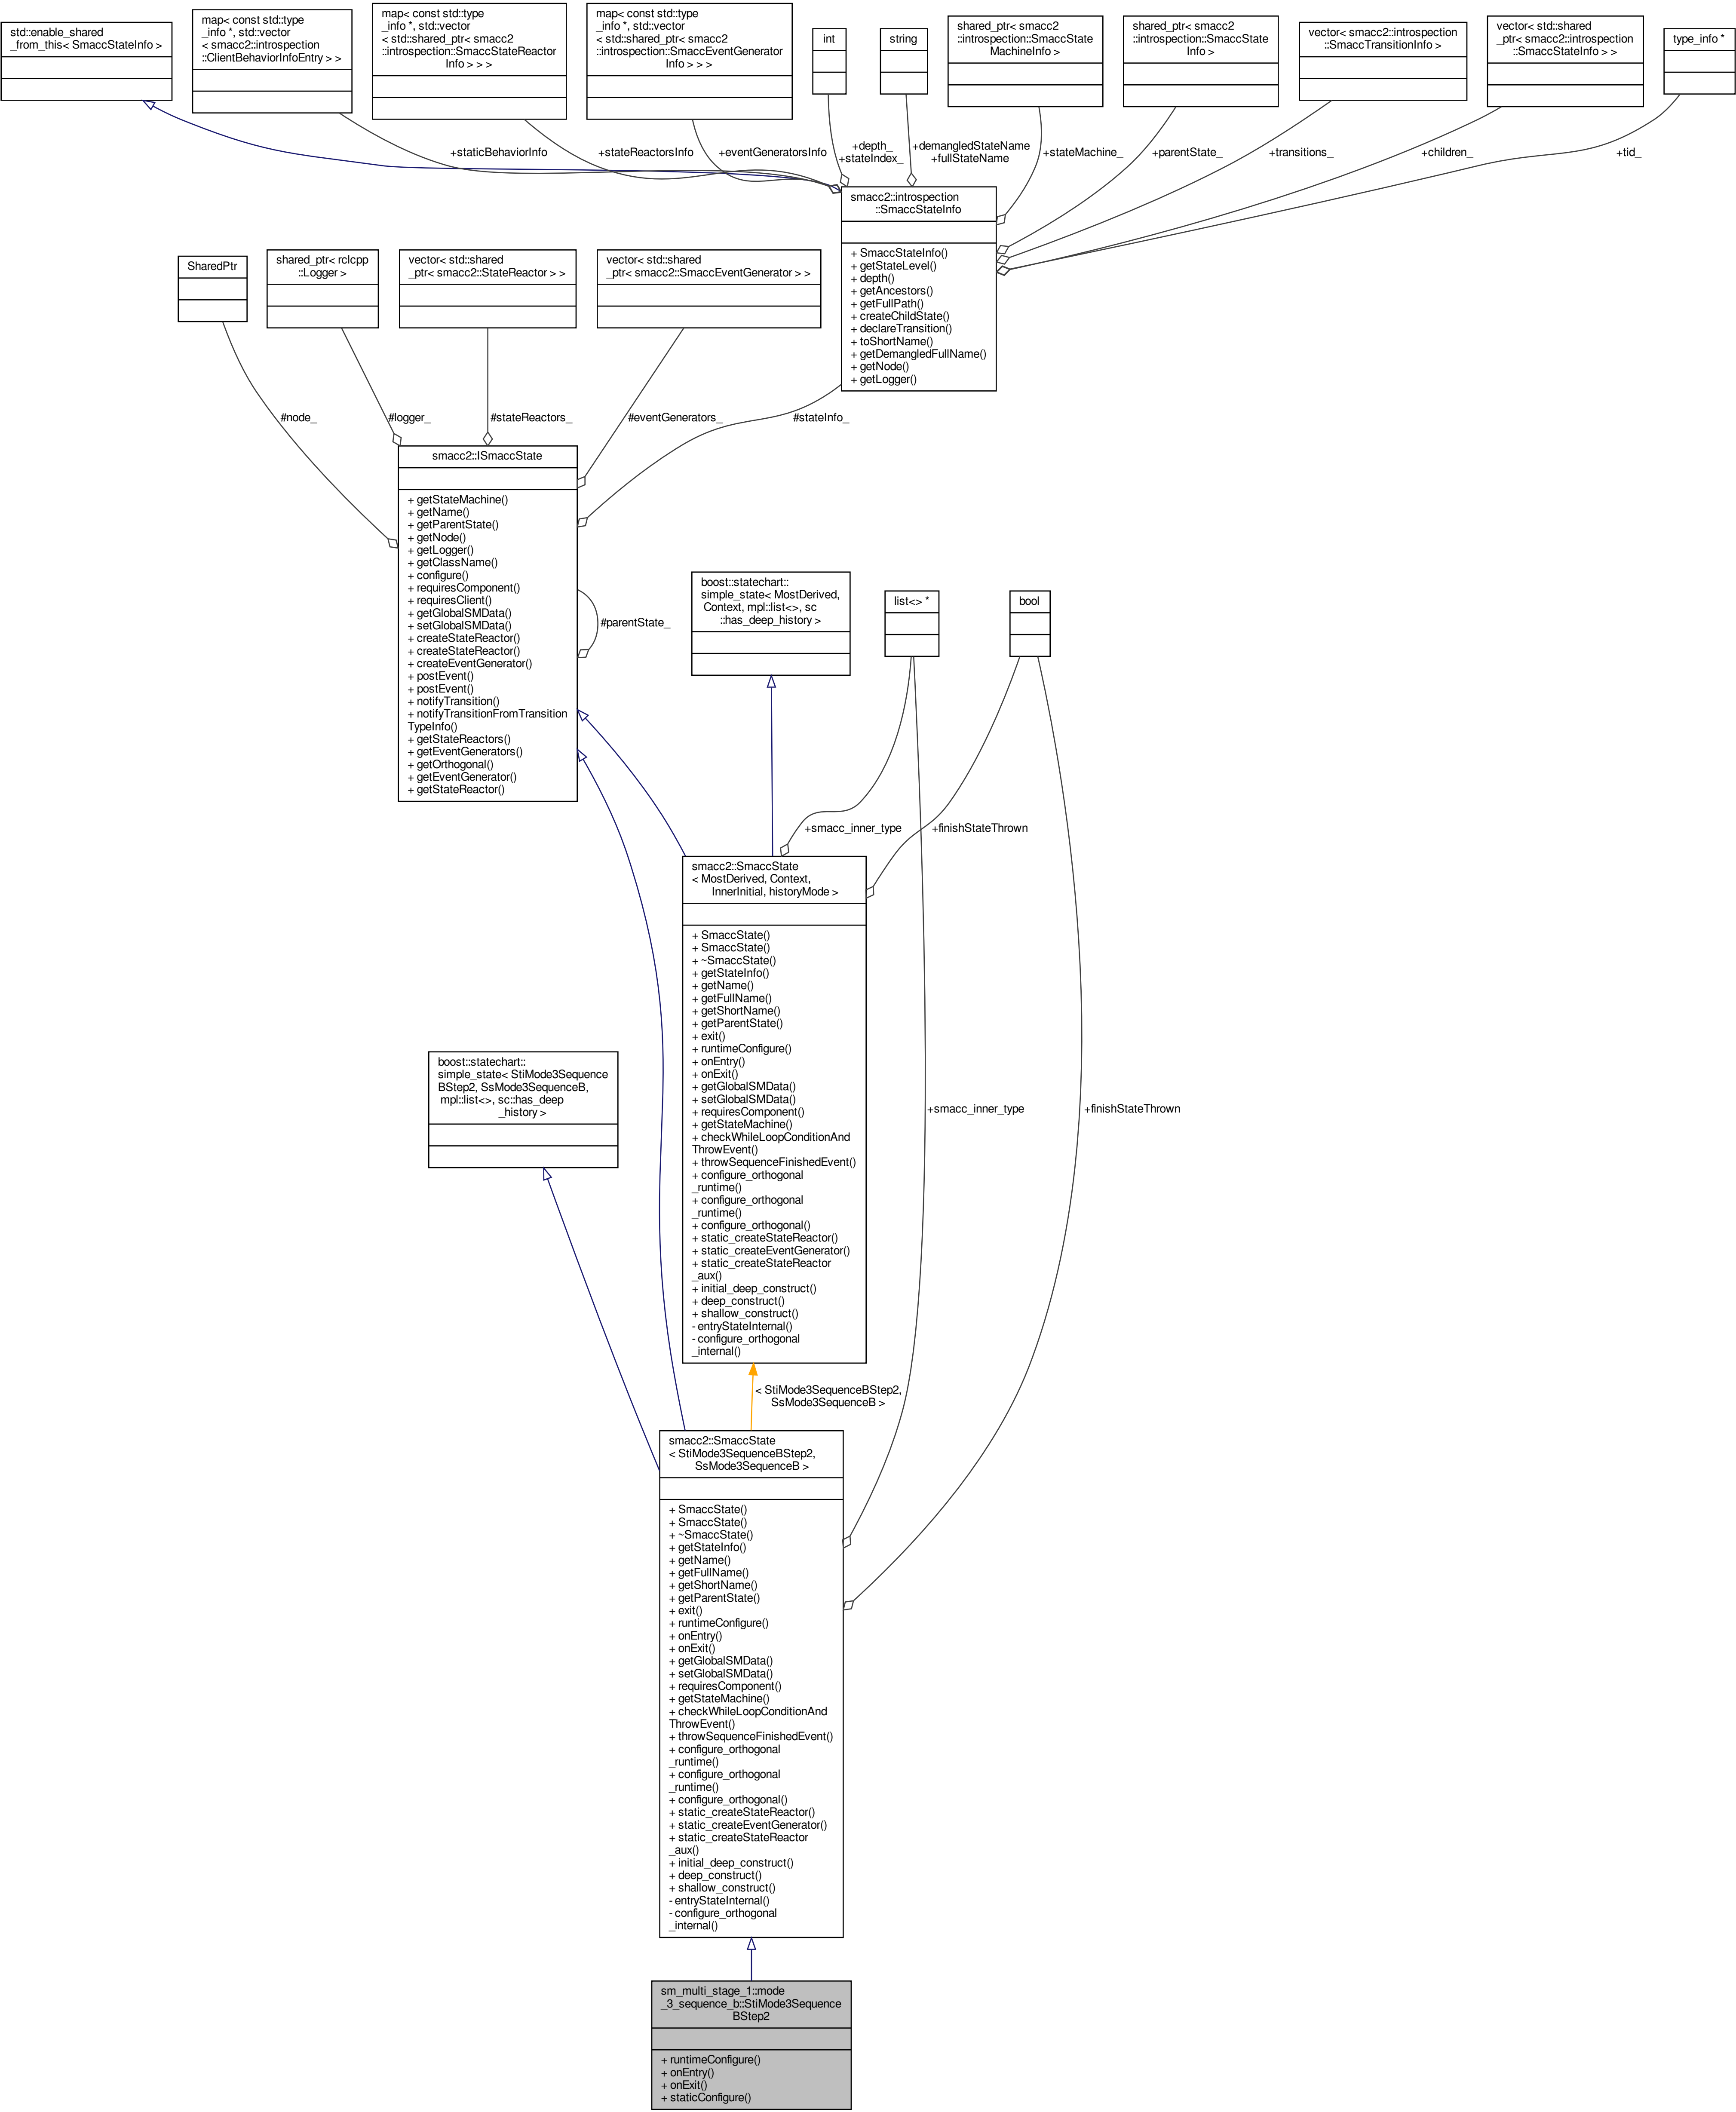 std::enable_shared
_from_this< SmaccStateInfo >
map< const std::type
_info *, std::vector
< smacc2::introspection
::ClientBehaviorInfoEntry > >
map< const std::type
_info *, std::vector
< std::shared_ptr< smacc2
::introspection::SmaccStateReactor
Info > > >
map< const std::type
_info *, std::vector
< std::shared_ptr< smacc2
::introspection::SmaccEventGenerator
Info > > >
int
string
shared_ptr< smacc2
::introspection::SmaccState
MachineInfo >
shared_ptr< smacc2
::introspection::SmaccState
Info >
vector< smacc2::introspection
::SmaccTransitionInfo >
vector< std::shared
_ptr< smacc2::introspection
::SmaccStateInfo > >
type_info *
+staticBehaviorInfo
+stateReactorsInfo
+eventGeneratorsInfo
+depth_
+stateIndex_
+demangledStateName
+fullStateName
+stateMachine_
+parentState_
+transitions_
+children_
+tid_
smacc2::introspection
::SmaccStateInfo
+ SmaccStateInfo()
+ getStateLevel()
+ depth()
+ getAncestors()
+ getFullPath()
+ createChildState()
+ declareTransition()
+ toShortName()
+ getDemangledFullName()
+ getNode()
+ getLogger()
SharedPtr
shared_ptr< rclcpp
::Logger >
vector< std::shared
_ptr< smacc2::StateReactor > >
vector< std::shared
_ptr< smacc2::SmaccEventGenerator > >
#node_
#logger_
#stateReactors_
#eventGenerators_
#stateInfo_
smacc2::ISmaccState
+ getStateMachine()
+ getName()
+ getParentState()
+ getNode()
+ getLogger()
+ getClassName()
+ configure()
+ requiresComponent()
+ requiresClient()
+ getGlobalSMData()
+ setGlobalSMData()
+ createStateReactor()
+ createStateReactor()
+ createEventGenerator()
+ postEvent()
+ postEvent()
+ notifyTransition()
+ notifyTransitionFromTransition
TypeInfo()
+ getStateReactors()
+ getEventGenerators()
+ getOrthogonal()
+ getEventGenerator()
+ getStateReactor()
#parentState_
boost::statechart::
simple_state< MostDerived,
Context, mpl::list<>, sc
::has_deep_history >
list<> *
bool
+smacc_inner_type
+finishStateThrown
smacc2::SmaccState
< MostDerived, Context,
InnerInitial, historyMode >
+ SmaccState()
+ SmaccState()
+ ~SmaccState()
+ getStateInfo()
+ getName()
+ getFullName()
+ getShortName()
+ getParentState()
+ exit()
+ runtimeConfigure()
+ onEntry()
+ onExit()
+ getGlobalSMData()
+ setGlobalSMData()
+ requiresComponent()
+ getStateMachine()
+ checkWhileLoopConditionAnd
ThrowEvent()
+ throwSequenceFinishedEvent()
+ configure_orthogonal
_runtime()
+ configure_orthogonal
_runtime()
+ configure_orthogonal()
+ static_createStateReactor()
+ static_createEventGenerator()
+ static_createStateReactor
_aux()
+ initial_deep_construct()
+ deep_construct()
+ shallow_construct()
- entryStateInternal()
- configure_orthogonal
_internal()
boost::statechart::
simple_state< StiMode3Sequence
BStep2, SsMode3SequenceB,
mpl::list<>, sc::has_deep
_history >
+smacc_inner_type
+finishStateThrown
< StiMode3SequenceBStep2,
SsMode3SequenceB >
smacc2::SmaccState
< StiMode3SequenceBStep2,
SsMode3SequenceB >
+ SmaccState()
+ SmaccState()
+ ~SmaccState()
+ getStateInfo()
+ getName()
+ getFullName()
+ getShortName()
+ getParentState()
+ exit()
+ runtimeConfigure()
+ onEntry()
+ onExit()
+ getGlobalSMData()
+ setGlobalSMData()
+ requiresComponent()
+ getStateMachine()
+ checkWhileLoopConditionAnd
ThrowEvent()
+ throwSequenceFinishedEvent()
+ configure_orthogonal
_runtime()
+ configure_orthogonal
_runtime()
+ configure_orthogonal()
+ static_createStateReactor()
+ static_createEventGenerator()
+ static_createStateReactor
_aux()
+ initial_deep_construct()
+ deep_construct()
+ shallow_construct()
- entryStateInternal()
- configure_orthogonal
_internal()
sm_multi_stage_1::mode
_3_sequence_b::StiMode3Sequence
BStep2
+ runtimeConfigure()
+ onEntry()
+ onExit()
+ staticConfigure()